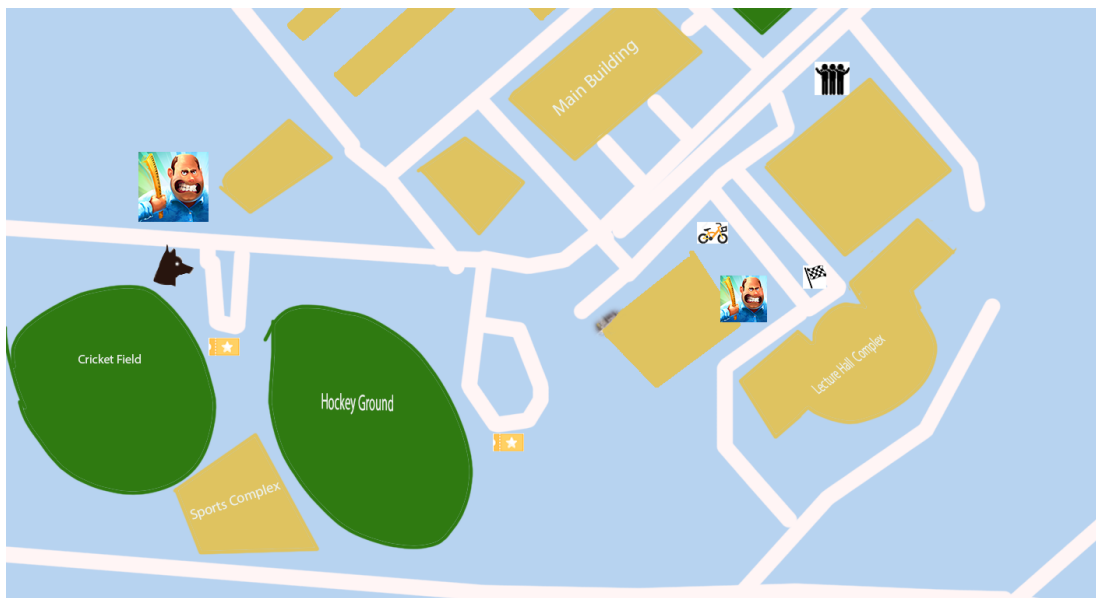 Main Building
Cricket Field
Lecture Hall Complex
Hockey Ground
Sports Complex